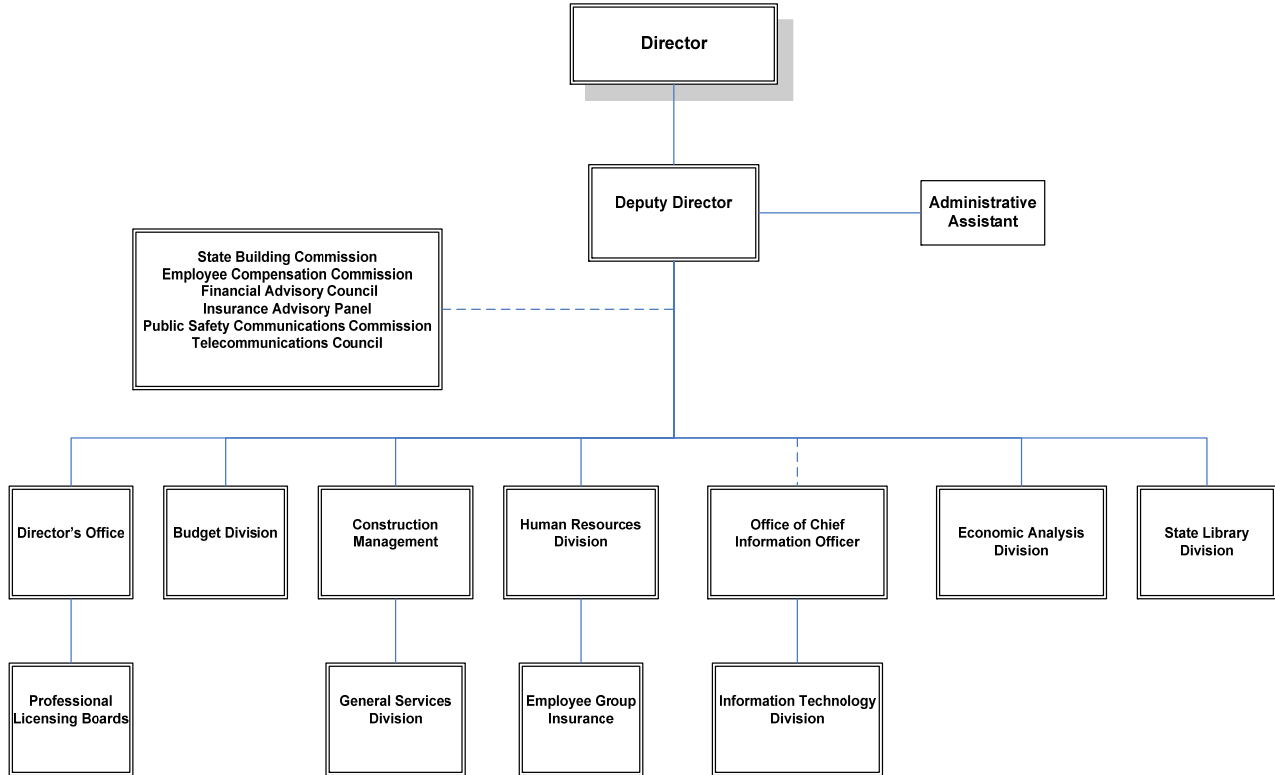 Director
Deputy Director
Administrative
Assistant
State Building Commission
Employee Compensation Commission
Financial Advisory Council
Insurance Advisory Panel
Public Safety Communications Commission
Telecommunications Council
Director’s Office
Budget Division
Construction
Management
Human Resources
Division
Office of Chief
Information Officer
Economic Analysis
Division
State Library
Division
Professional
Licensing Boards
General Services
Division
Employee Group
Insurance
Information Technology
Division